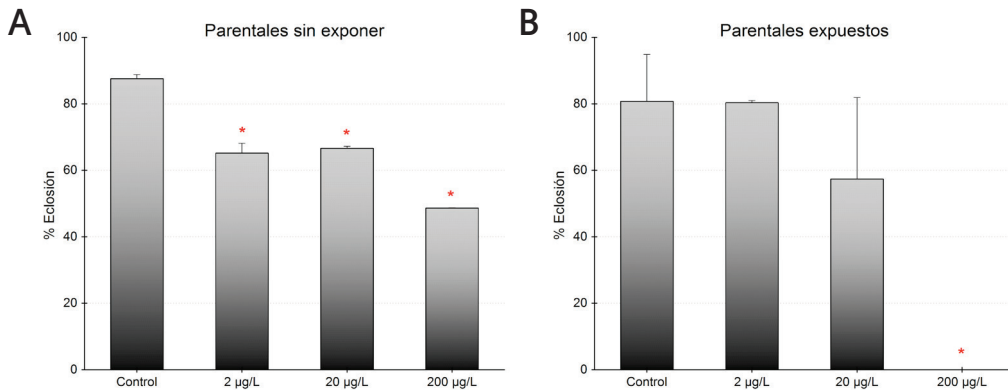 A
Parentales sin exponer
% Eclosión
100
80
60
40
20
0
*
*
*
Control
2 µg/L
20 µg/L
200 µg/L
B
Parentales expuestos
% Eclosión
100
80
60
40
20
0
*
Control
2 µg/L
20 µg/L
200 µg/L